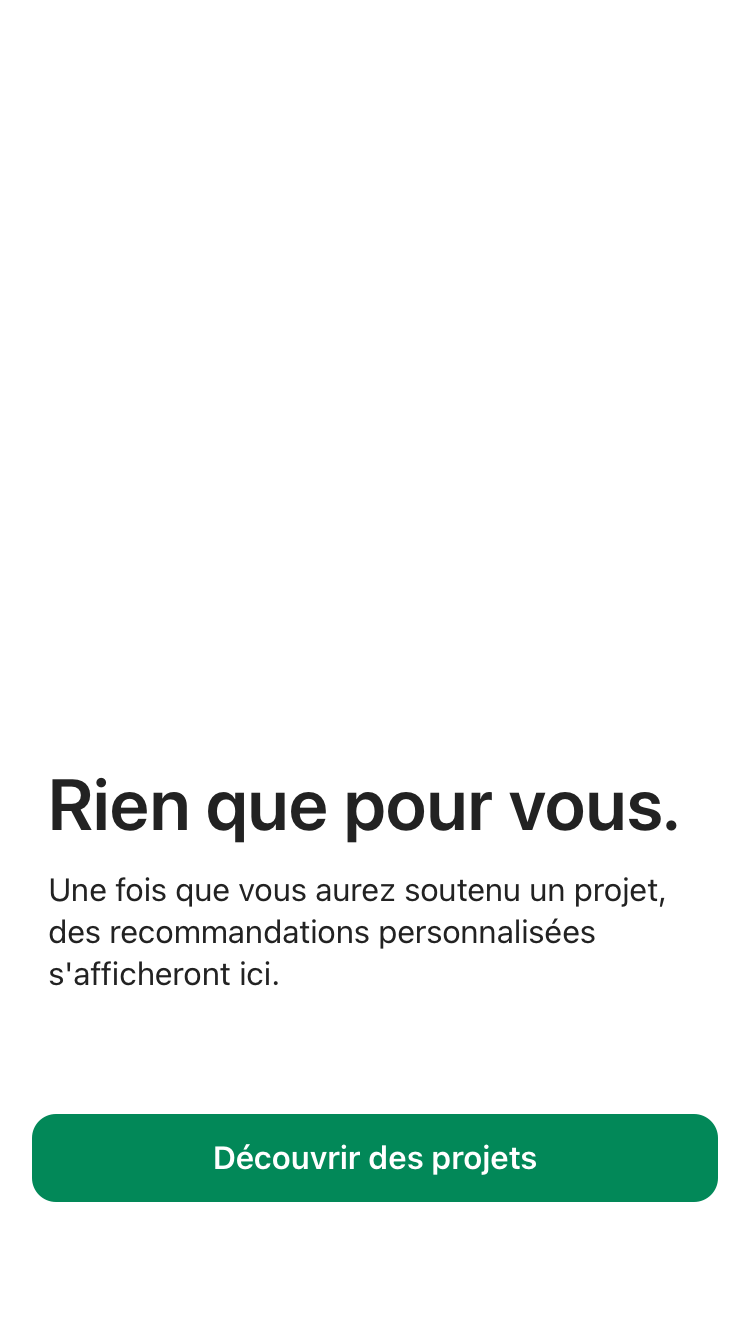 Rien que pour vous.
Une fois que vous aurez soutenu un projet,
des recommandations personnalisées
s'afficheront ici.
Découvrir des projets